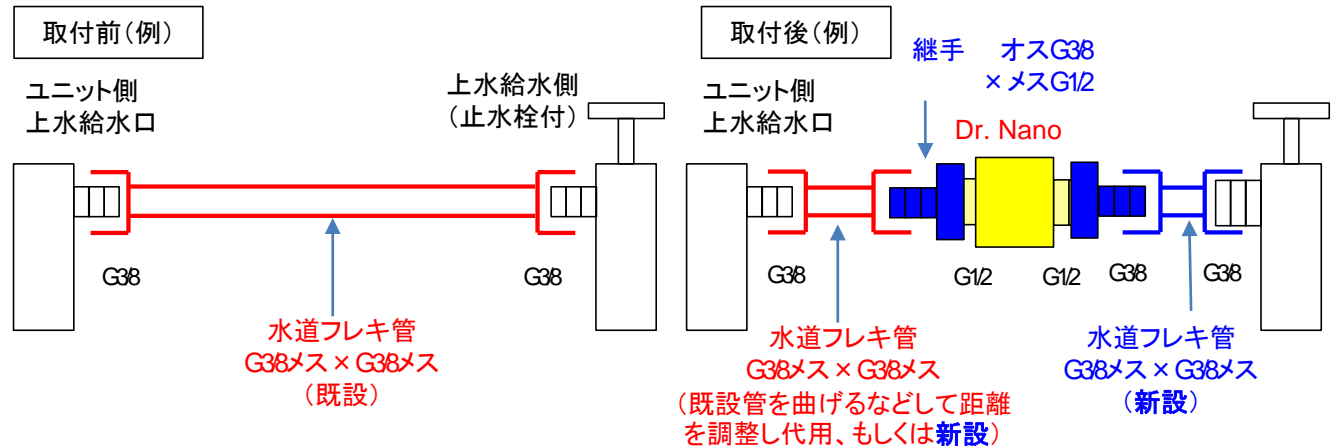 取付前（例）
ユニット側
上水給水口
上水給水側
（止水栓付）
G3/8
G3/8
水道フレキ管
G3/8メス×G3/8メス
（既設）
取付後（例）
継手　オスG3/8
×メスG1/2
ユニット側
上水給水口
Dr. Nano
G3/8
G1/2
G1/2
G3/8
G3/8
水道フレキ管
G3/8メス×G3/8メス
（既設管を曲げるなどして距離
を調整し代用、もしくは新設）
水道フレキ管
G3/8メス×G3/8メス
（新設）